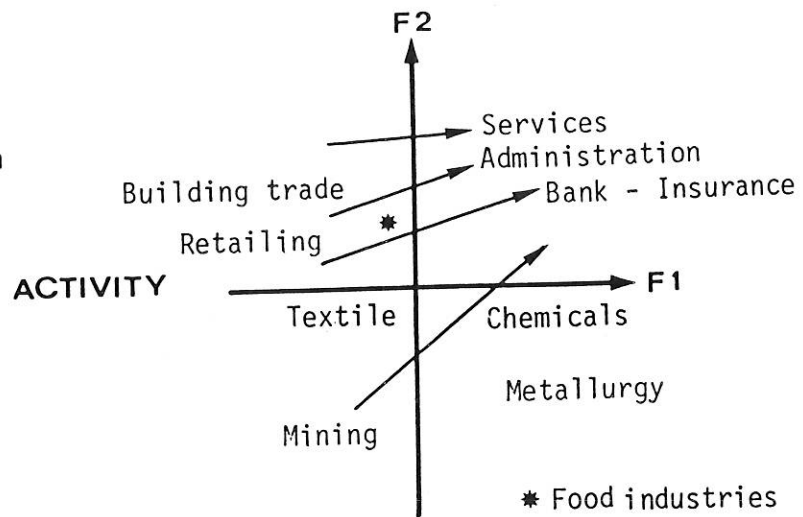 F2
Services
Administration
Building trade
Bank - Insurance
Retailing
ACTIVITY
F1
Textile
Chemicals
Metallurgy
Mining
* Food industries